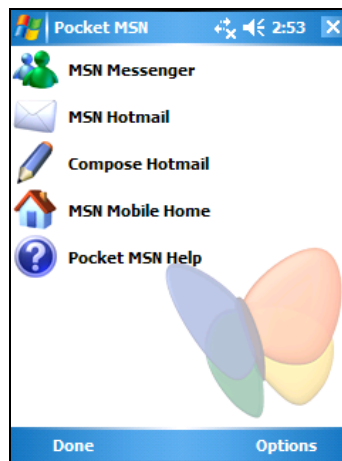 Pocket MSN 2:53
MSN Messenger
MSN Hotmail
Compose Hotmail
MSN Mobile Home
Pocket MSN Help
Done Options